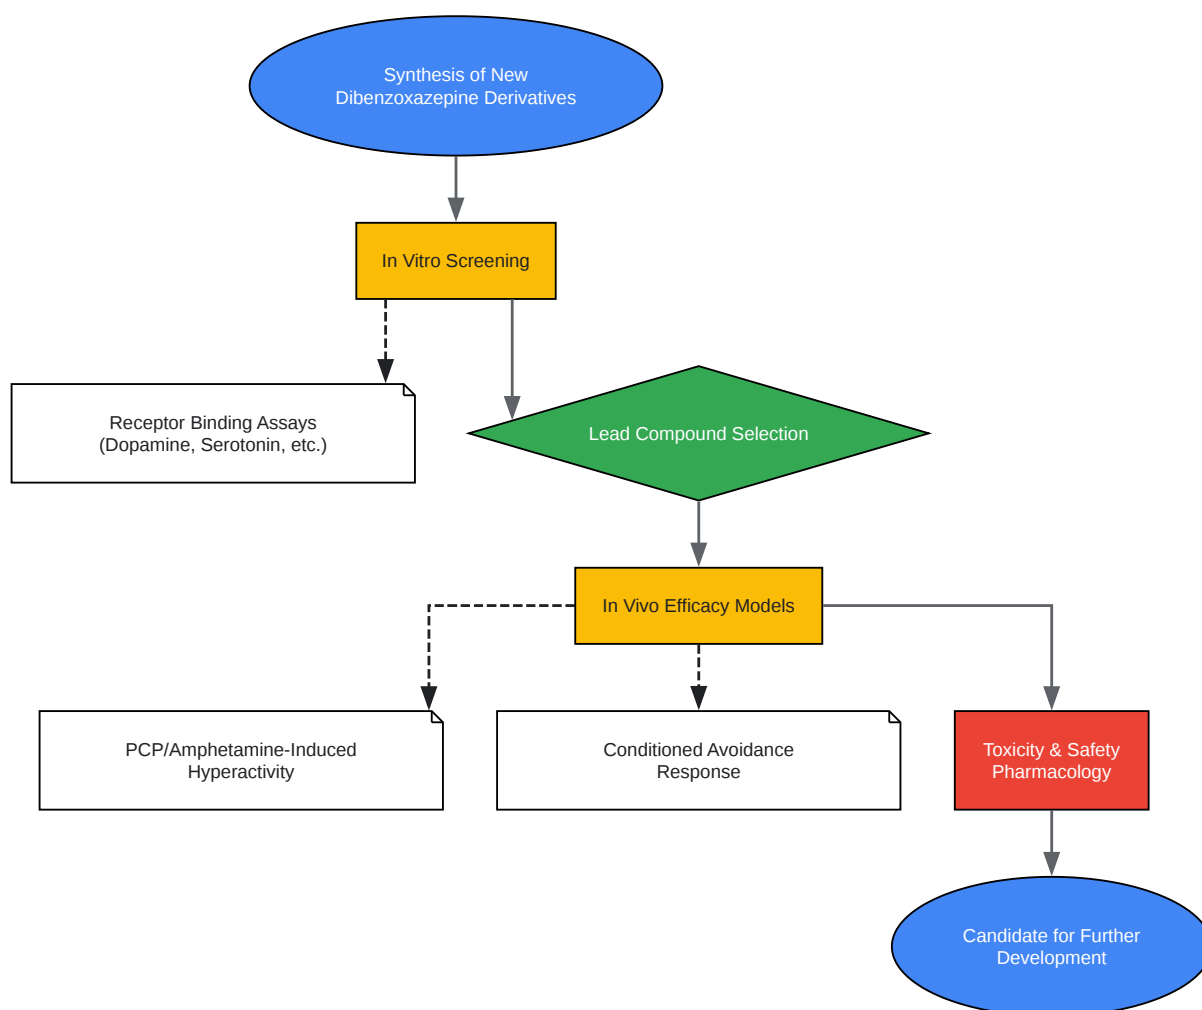 Synthesis of New
Dibenzoxazepine Derivatives
In Vitro Screening
Receptor Binding Assays
(Dopamine, Serotonin, etc.)
Lead Compound Selection
In Vivo Efficacy Models
PCP/Amphetamine-Induced
Hyperactivity
Conditioned Avoidance
Response
Toxicity & Safety
Pharmacology
Candidate for Further
Development